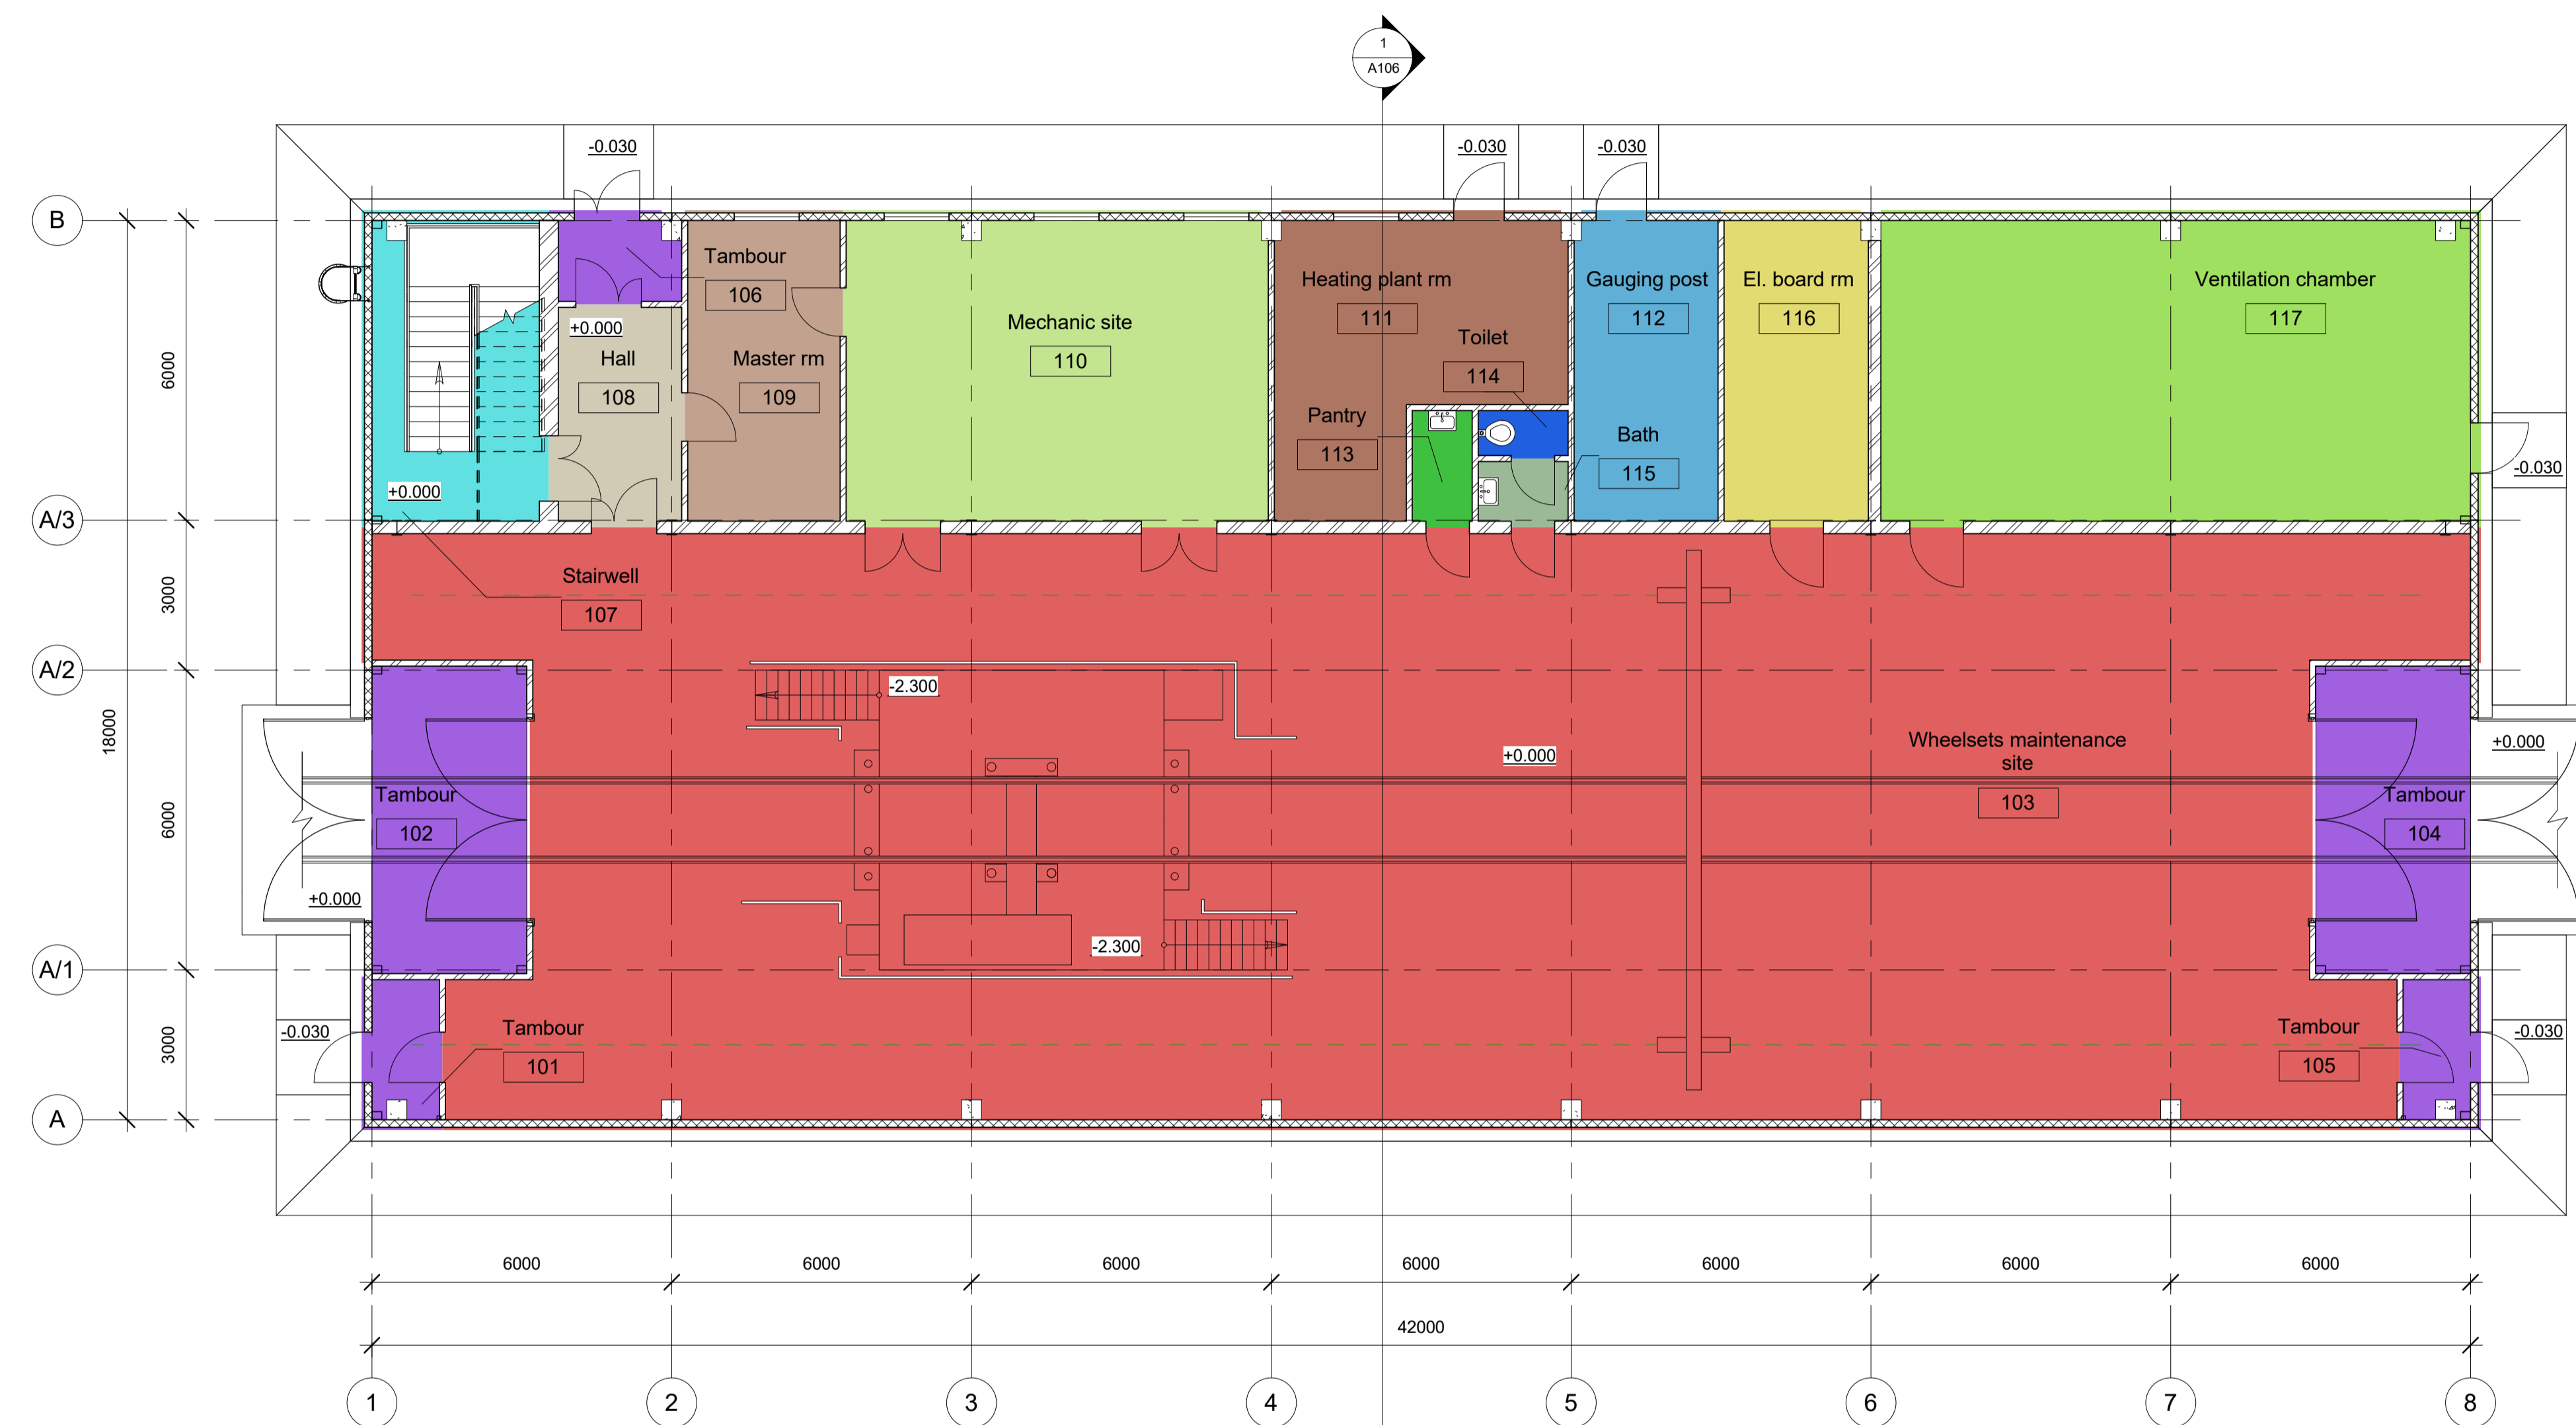 1
A106
-0.030
-0.030
-0.030
B
Tambour
106
Heating plant rm
111
Gauging post
112
El. board rm
116
Ventilation chamber
117
+0.000
Mechanic site
110
Toilet
114
Hall
108
Master rm
109
6000
Pantry
113
Bath
115
-0.030
+0.000
A/3
Stairwell
107
3000
A/2
-2.300
18000
+0.000
Wheelsets maintenance
site
103
+0.000
Tambour
102
6000
Tambour
104
+0.000
-2.300
A/1
-0.030
Tambour
101
3000
Tambour
105
-0.030
A
6000
6000
6000
6000
6000
6000
6000
42000
1
2
3
4
5
6
7
8